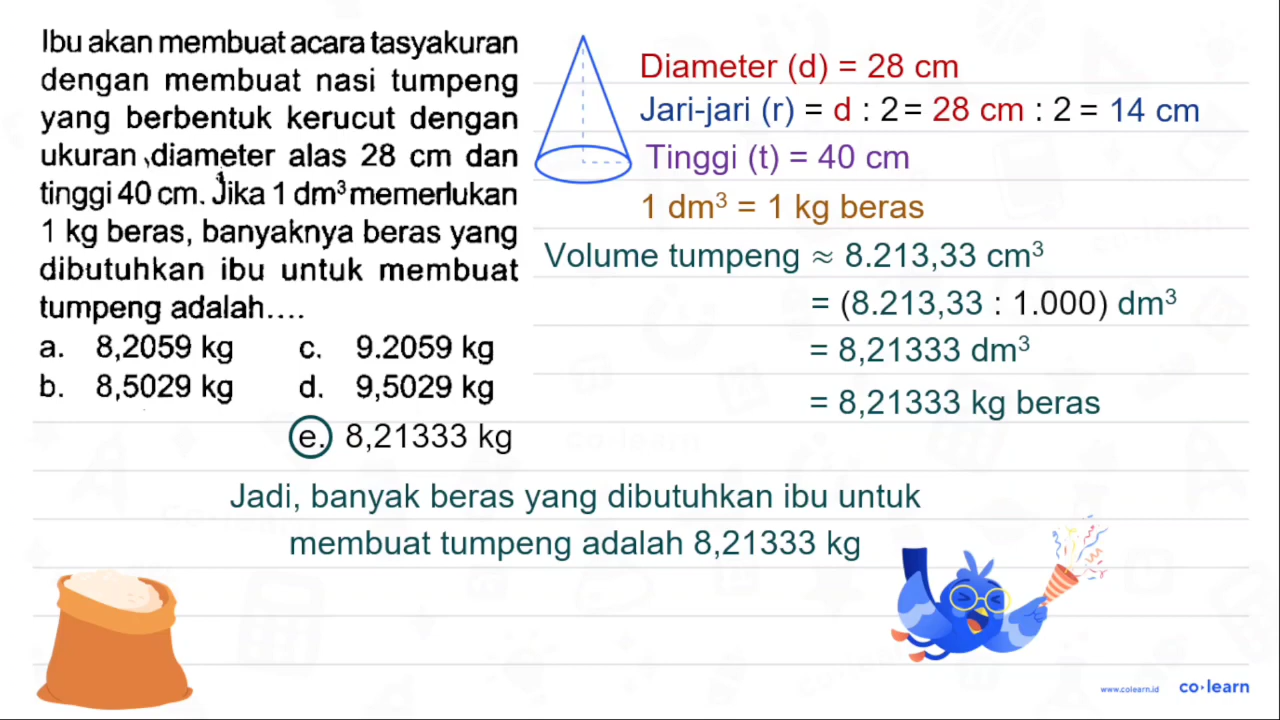 Ibu akan membuat acara tasyakuran
dengan membuat nasi tumpeng
yang berbentuk kerucut dengan
ukuran diameter alas 28 cm dan
tinggi 40 cm. Jika 1 dm³ memerlukan
1 kg beras, banyaknya beras yang
dibutuhkan ibu untuk membuat
tumpeng adalah....
a. 8,2059 kg c. 9.2059 kg
b. 8,5029 kg d. 9,5029 kg
e. 8,21333 kg
Diameter (d) = 28 cm
Jari-jari (r) = d : 2 = 28 cm : 2 = 14 cm
Tinggi (t) = 40 cm
1 dm³ = 1 kg beras
Volume tumpeng ≈ 8.213,33 cm³
= (8.213,33 : 1.000) dm³
= 8,21333 dm³
= 8,21333 kg beras
Jadi, banyak beras yang dibutuhkan ibu untuk
membuat tumpeng adalah 8,21333 kg
www.colearn.id co·learn